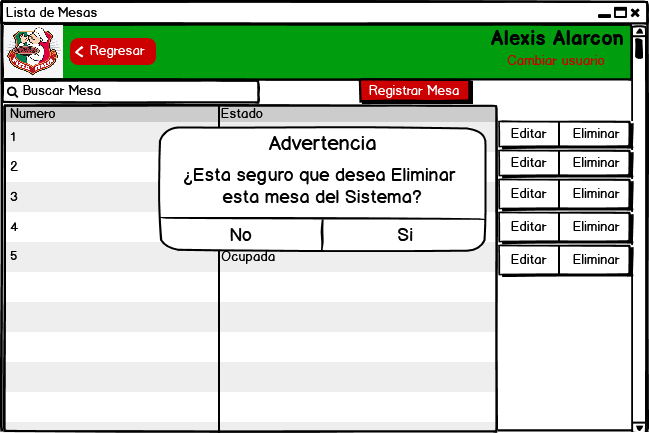 Lista de Mesas
Regresar
Alexis Alarcon
Cambiar usuario
Buscar Mesa
Registrar Mesa
Numero
Estado
1
Editar
Eliminar
Advertencia
2
Editar
Eliminar
¿Esta seguro que desea Eliminar
esta mesa del Sistema?
3
Editar
Eliminar
4
Editar
Eliminar
No
Si
5
Ocupada
Editar
Eliminar